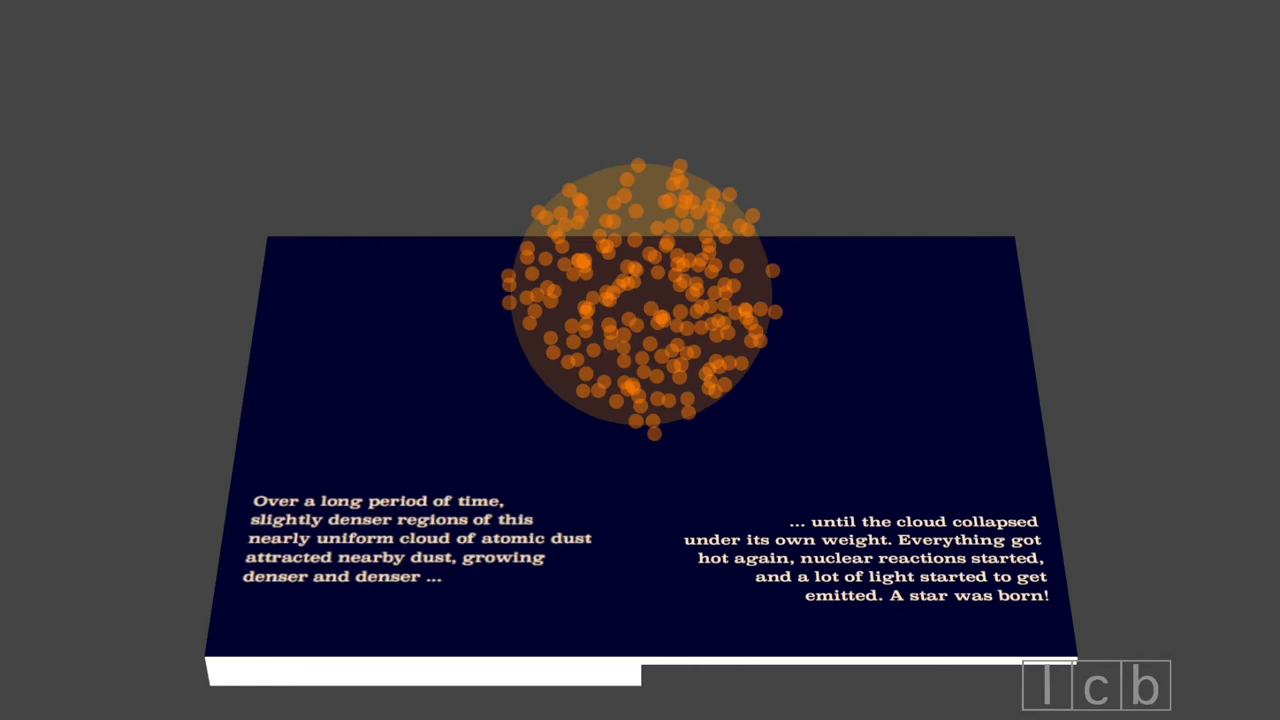 Over a long period of time,
slightly denser regions of this
nearly uniform cloud of atomic dust
attracted nearby dust, growing
denser and denser ...
... until the cloud collapsed
under its own weight. Everything got
hot again, nuclear reactions started,
and a lot of light started to get
emitted. A star was born!
lcb